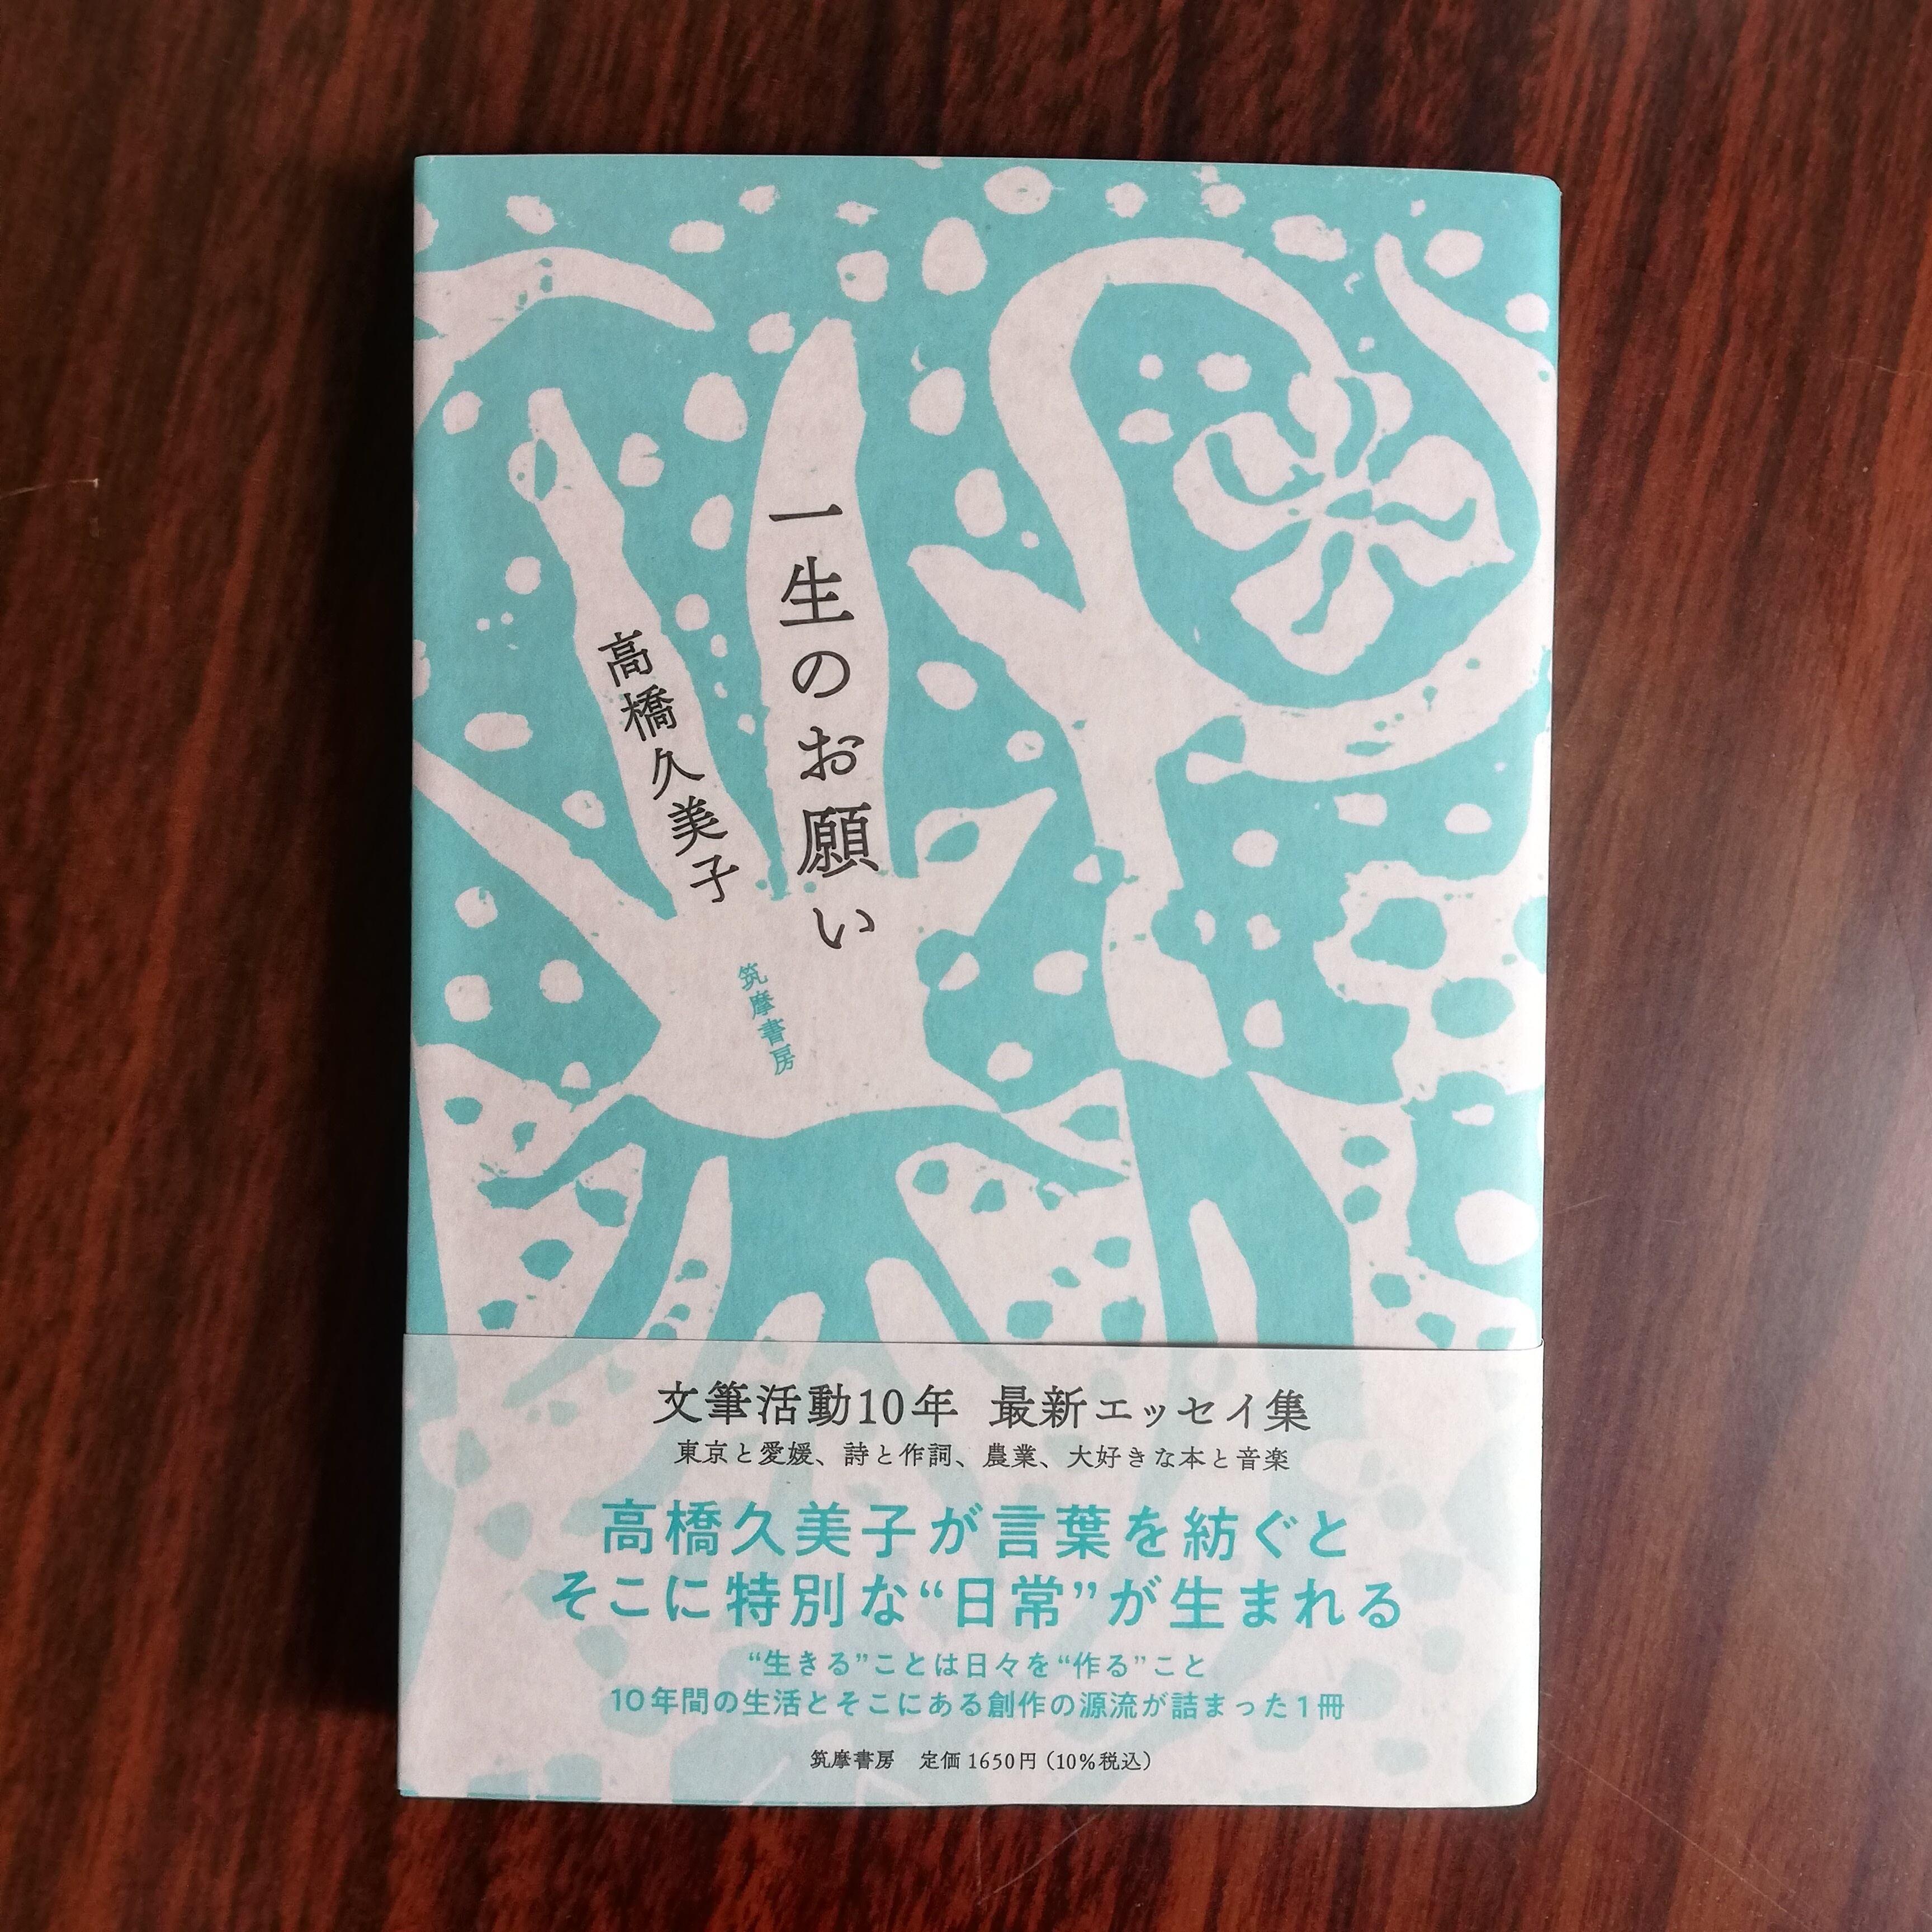 一生のお願い
高橋久美子
筑摩書房
文筆活動10年 最新エッセイ集
東京と愛媛、詩と作詞、農業、大好きな本と音楽
高橋久美子が言葉を紡ぐと
そこに特別な“日常”が生まれる
“生きる”ことは日々を“作る”こと
10年間の生活とそこにある創作の源流が詰まった1冊
筑摩書房 定価1650円(10%税込)